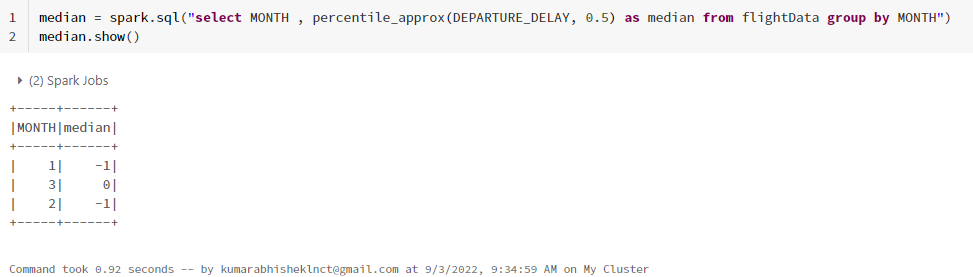 1 median = spark.sql("select MONTH , percentile_approx(DEPARTURE_DELAY, 0.5) as median from flightData group by MONTH")
2 median.show()
(2) Spark Jobs
+-----+------+
|MONTH|median|
+-----+------+
|    1|    -1|
|    3|     0|
|    2|    -1|
+-----+------+
Command took 0.92 seconds -- by kumarabhisheklnct@gmail.com at 9/3/2022, 9:34:59 AM on My Cluster